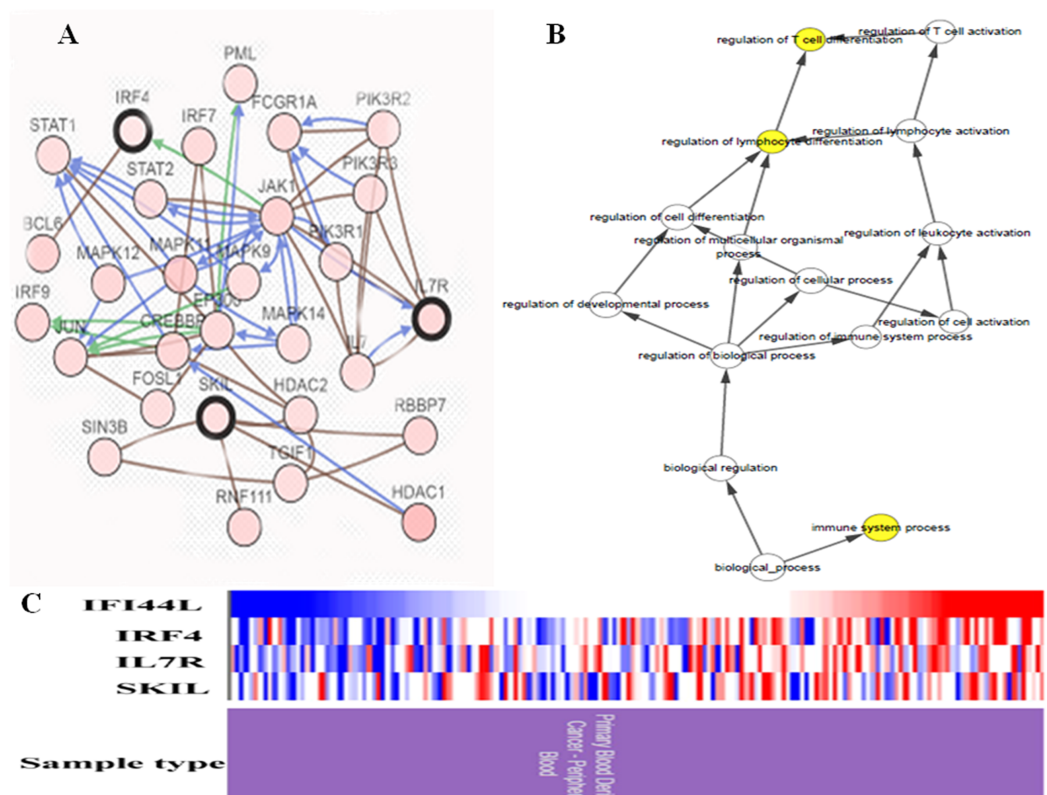 A
PML
IRF4
IRF7
FCGR1A
PIK3R2
STAT1
STAT2
PIK3R3
JAK1
BCL6
MAPK12
MAPK11
MAPK9
PIK3R1
IL7R
IRF9
EP300
JUN
CREBBP
MAPK14
IL7
FOSL1
SKIL
HDAC2
RBBP7
SIN3B
TGIF1
RNF111
HDAC1
B
regulation of T cell differentiation
regulation of T cell activation
regulation of lymphocyte activation
regulation of lymphocyte differentiation
regulation of cell differentiation
regulation of multicellular organismal
process
regulation of leukocyte activation
regulation of cellular process
regulation of developmental process
regulation of cell activation
regulation of immune system process
regulation of biological process
biological regulation
immune system process
biological_process
C
IFI44L
IRF4
IL7R
SKIL
Sample type
Primary Blood Deri
Cancer - Periphe
Blood